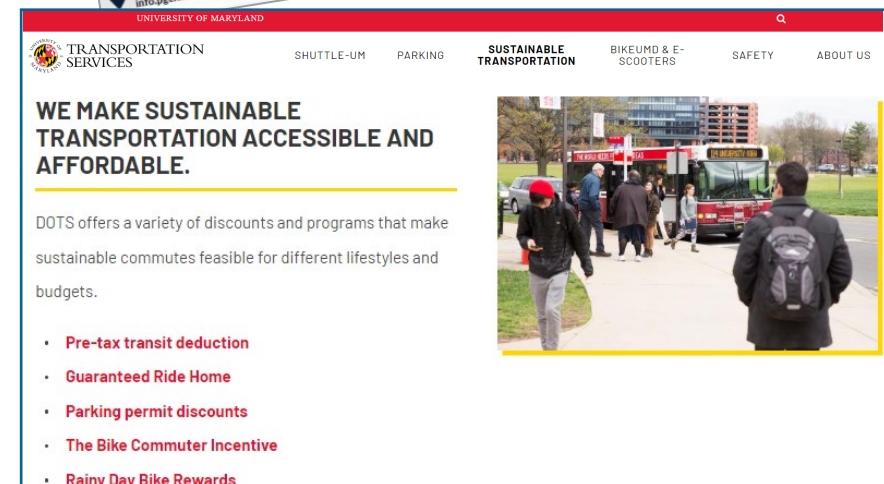 UNIVERSITY OF MARYLAND
TRANSPORTATION
SERVICES
SHUTTLE-UM
PARKING
SUSTAINABLE
TRANSPORTATION
BIKEUMD & E-
SCOOTERS
SAFETY
ABOUT US
WE MAKE SUSTAINABLE
TRANSPORTATION ACCESSIBLE AND
AFFORDABLE.
DOTS offers a variety of discounts and programs that make
sustainable commutes feasible for different lifestyles and
budgets.
• Pre-tax transit deduction
• Guaranteed Ride Home
• Parking permit discounts
• The Bike Commuter Incentive
• Rainy Day Bike Rewards